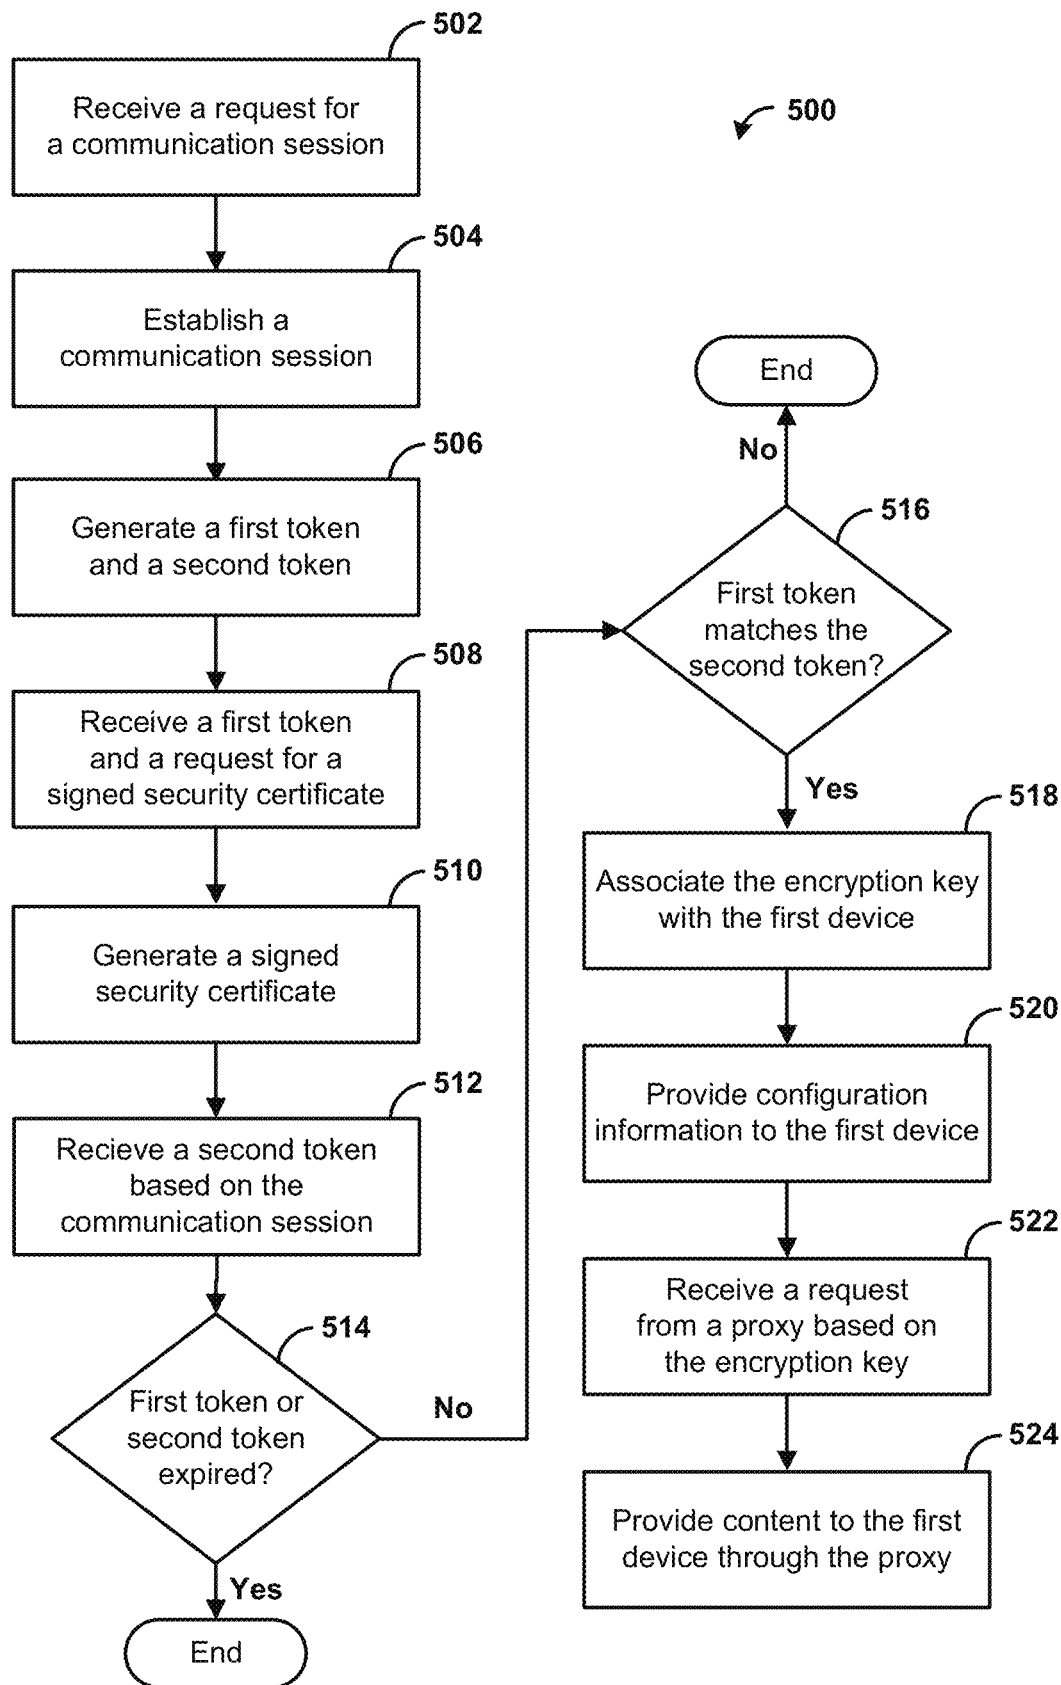 502
Receive a request for
a communication session
504
Establish a
communication session
506
Generate a first token
and a second token
508
Receive a first token
and a request for a
signed security certificate
510
Generate a signed
security certificate
512
Recieve a second token
based on the
communication session
514
First token or
second token
expired?
No
Yes
End
500
End
No
516
First token
matches the
second token?
Yes
518
Associate the encryption key
with the first device
520
Provide configuration
information to the first device
522
Receive a request
from a proxy based on
the encryption key
524
Provide content to the first
device through the proxy